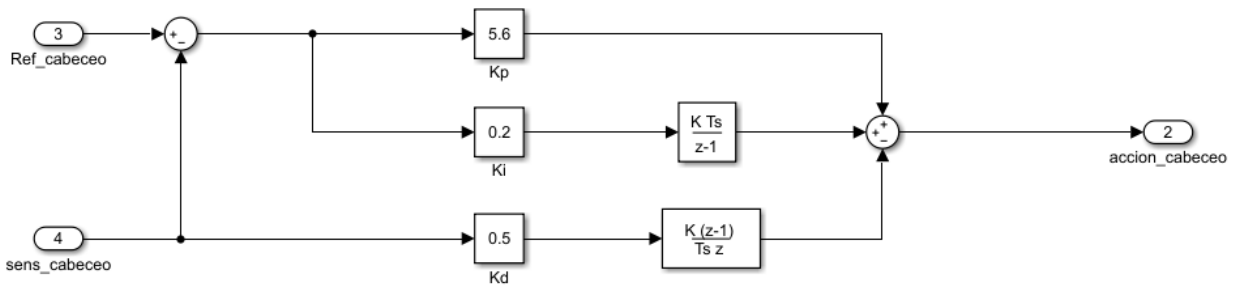 3
Ref_cabeceo
+
−
5.6
Kp
0.2
Ki
K Ts
z-1
+
+
−
2
accion_cabeceo
4
sens_cabeceo
0.5
Kd
K (z-1)
Ts z